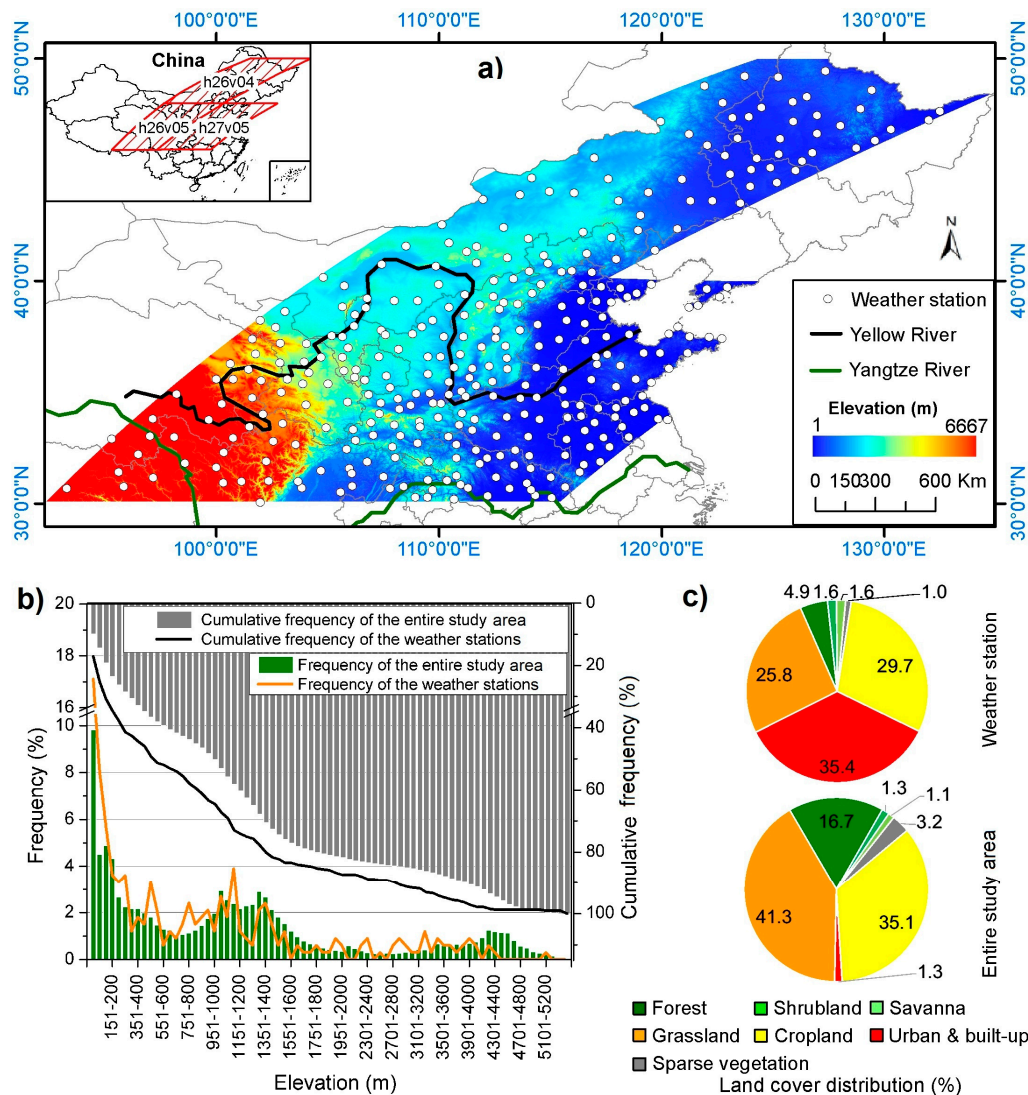 100°0'0"E 110°0'0"E 120°0'0"E 130°0'0"E
50°0'0"N
China
h26v04
h26v05 h27v05
a)
50°0'0"N
40°0'0"N
N
40°0'0"N
Weather station
Yellow River
Yangtze River
Elevation (m)
1 6667
0 150300 600 Km
30°0'0"N
30°0'0"N
100°0'0"E 110°0'0"E 120°0'0"E 130°0'0"E
b)
20
18
16
10
8
6
4
2
0
Frequency (%)
Cumulative frequency of the entire study area
Cumulative frequency of the weather stations
Frequency of the entire study area
Frequency of the weather stations
0
20
40
60
80
100
Cumulative frequency (%)
151-200
351-400
551-600
751-800
951-1000
1151-1200
1351-1400
1551-1600
1751-1800
1951-2000
2301-2400
2701-2800
3101-3200
3501-3600
3901-4000
4301-4400
4701-4800
5101-5200
Elevation (m)
c)
4.9 1.6 1.6 1.0
25.8 29.7
35.4
Weather station
1.3
1.1
16.7 3.2
41.3 35.1
1.3
Entire study area
Forest Shrubland Savanna
Grassland Cropland Urban & built-up
Sparse vegetation
Land cover distribution (%)